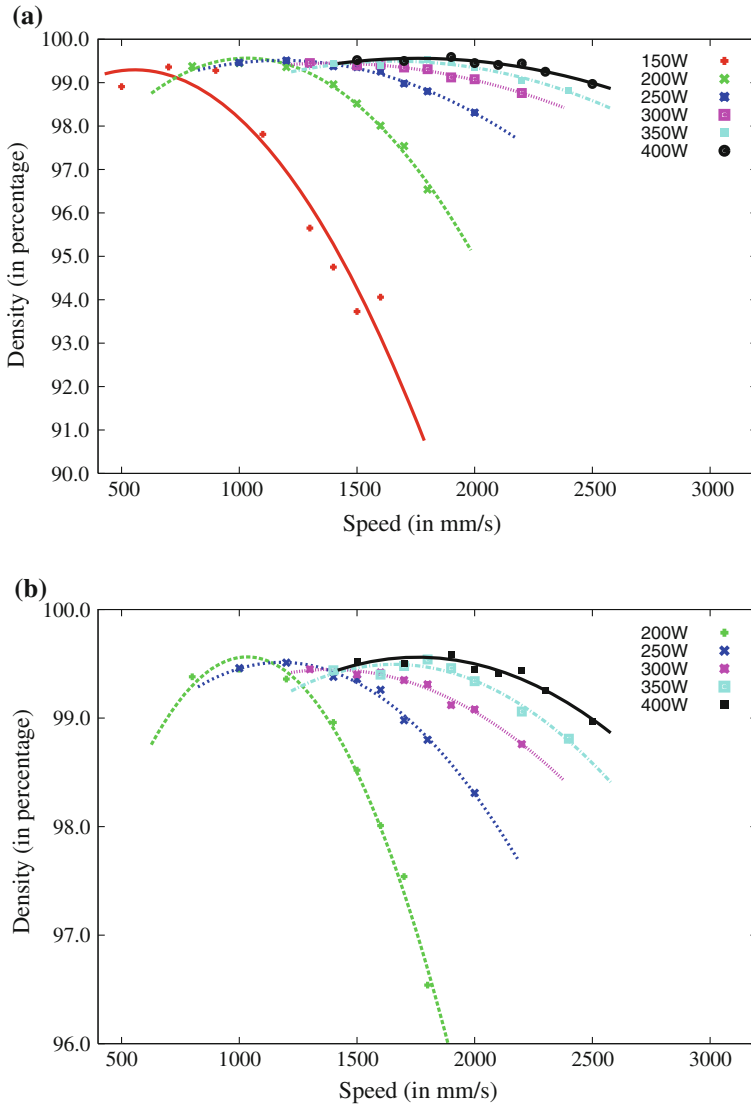 (a)
100.0
99.0
98.0
97.0
96.0
95.0
94.0
93.0
92.0
91.0
90.0
Density (in percentage)
500 1000 1500 2000 2500 3000
Speed (in mm/s)
150W
200W
250W
300W
350W
400W
(b)
100.0
99.0
98.0
97.0
96.0
Density (in percentage)
500 1000 1500 2000 2500 3000
Speed (in mm/s)
200W
250W
300W
350W
400W